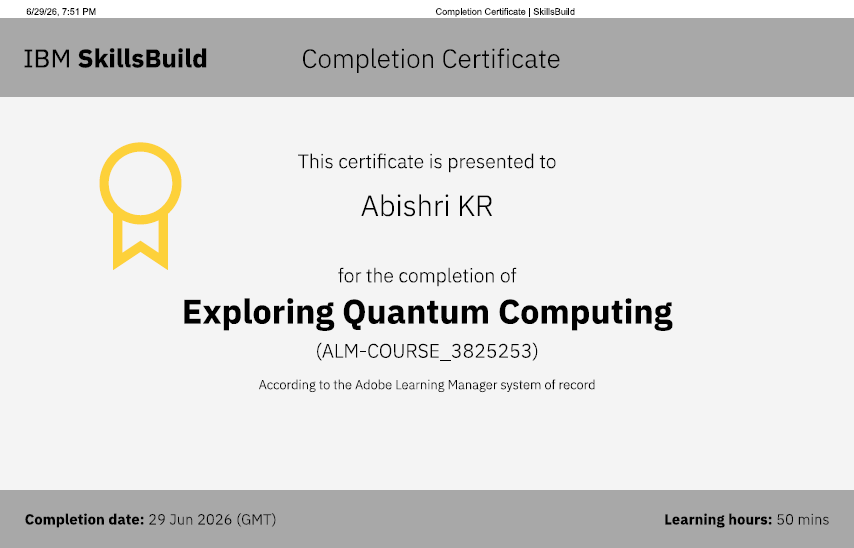 6/29/26, 7:51 PM
Completion Certificate | SkillsBuild
IBM SkillsBuild
Completion Certificate
This certificate is presented to
Abishri KR
for the completion of
Exploring Quantum Computing
(ALM-COURSE_3825253)
According to the Adobe Learning Manager system of record
Completion date: 29 Jun 2026 (GMT)
Learning hours: 50 mins